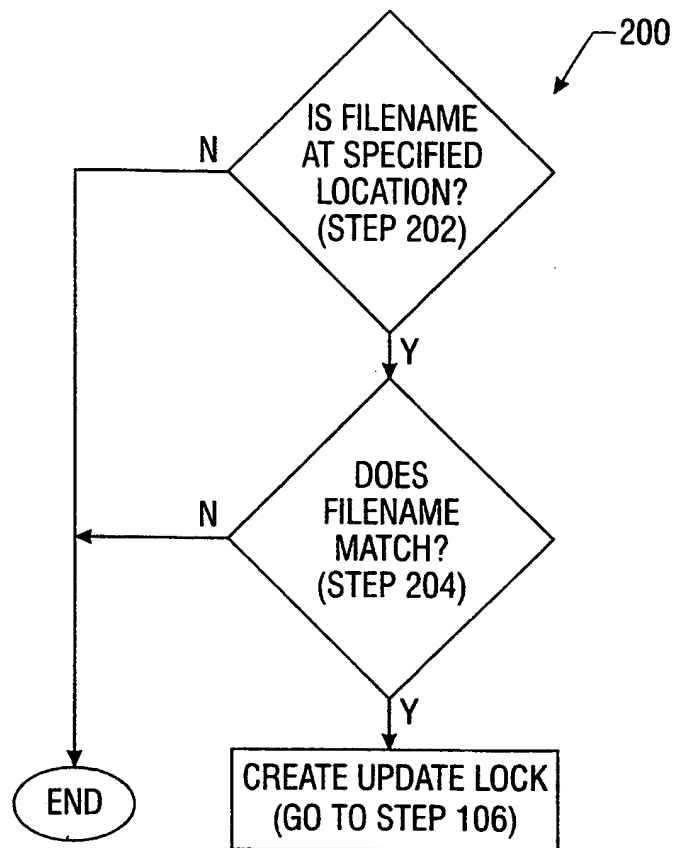 200
IS FILENAME
AT SPECIFIED
LOCATION?
(STEP 202)
N
Y
DOES
FILENAME
MATCH?
(STEP 204)
N
Y
CREATE UPDATE LOCK
(GO TO STEP 106)
END